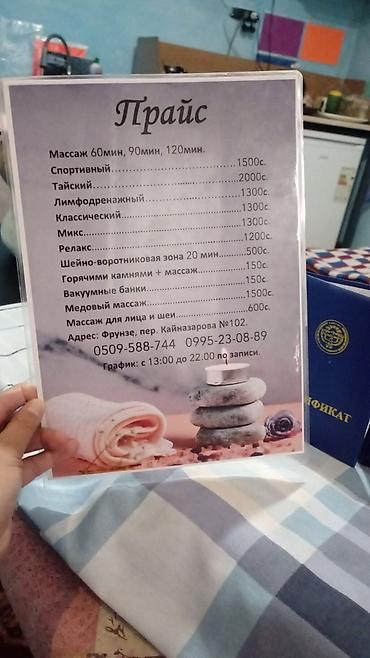 Прайс
Массаж 60мин, 90мин, 120мин.
Спортивный..............................1500с.
Тайский....................................2000с.
Лимфодренажный.....................1300с.
Классический............................1300с.
Микс.........................................1300с.
Релакс.......................................1200с.
Шейно-воротниковая зона 20 мин..........500с.
Горячими камнями + массаж..............150с.
Вакуумные банки.........................150с.
Медовый массаж.........................1500с.
Массаж для лица и шеи.................600с.
Адрес: Фрунзе, пер. Кайназарова №102.
0509-588-744 0995-23-08-89
График: с 13:00 до 22.00 по записи.
ИФИКАТ